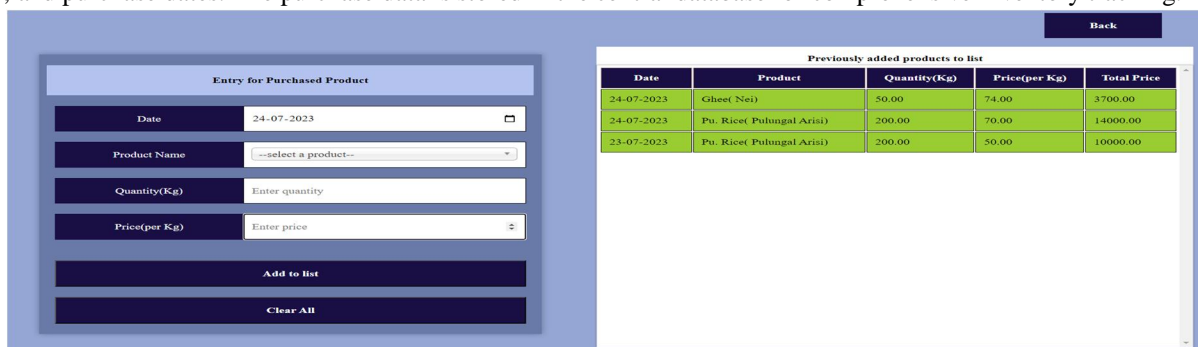 Back
Entry for Purchased Product
Date 24-07-2023
Product Name --select a product--
Quantity(Kg) Enter quantity
Price(per Kg) Enter price
Add to list
Clear All
Previously added products to list
Date Product Quantity(Kg) Price(per Kg) Total Price
24-07-2023 Ghee( Nei) 50.00 74.00 3700.00
24-07-2023 Pu. Rice( Pulungal Arisi) 200.00 70.00 14000.00
23-07-2023 Pu. Rice( Pulungal Arisi) 200.00 50.00 10000.00